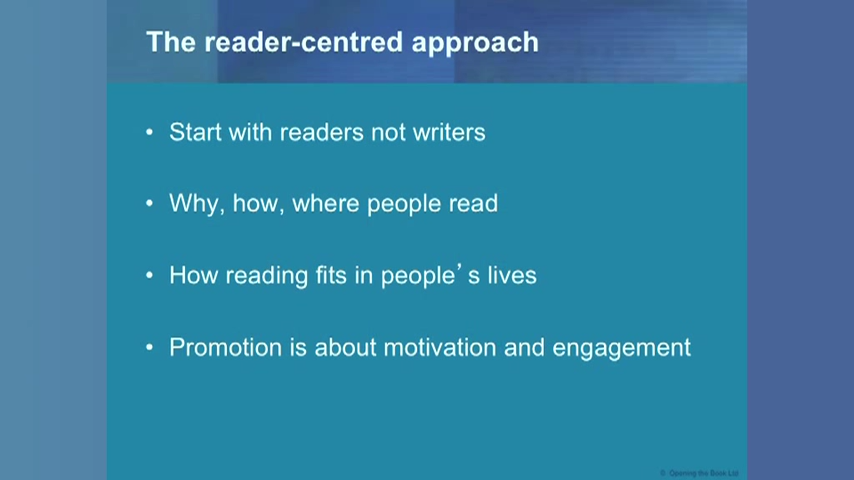 The reader-centred approach
• Start with readers not writers
• Why, how, where people read
• How reading fits in people’s lives
• Promotion is about motivation and engagement
© Opening the Book Ltd